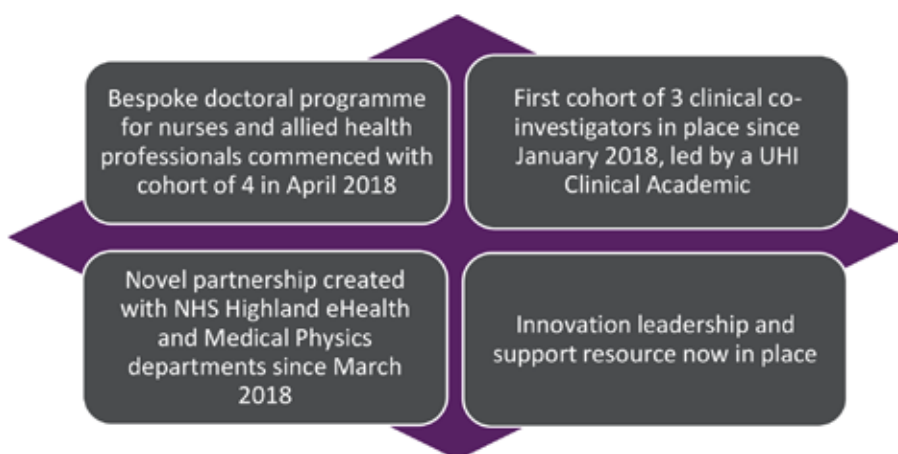 Bespoke doctoral programme
for nurses and allied health
professionals commenced with
cohort of 4 in April 2018
First cohort of 3 clinical co-
investigators in place since
January 2018, led by a UHI
Clinical Academic
Novel partnership created
with NHS Highland eHealth
and Medical Physics
departments since March
2018
Innovation leadership and
support resource now in place